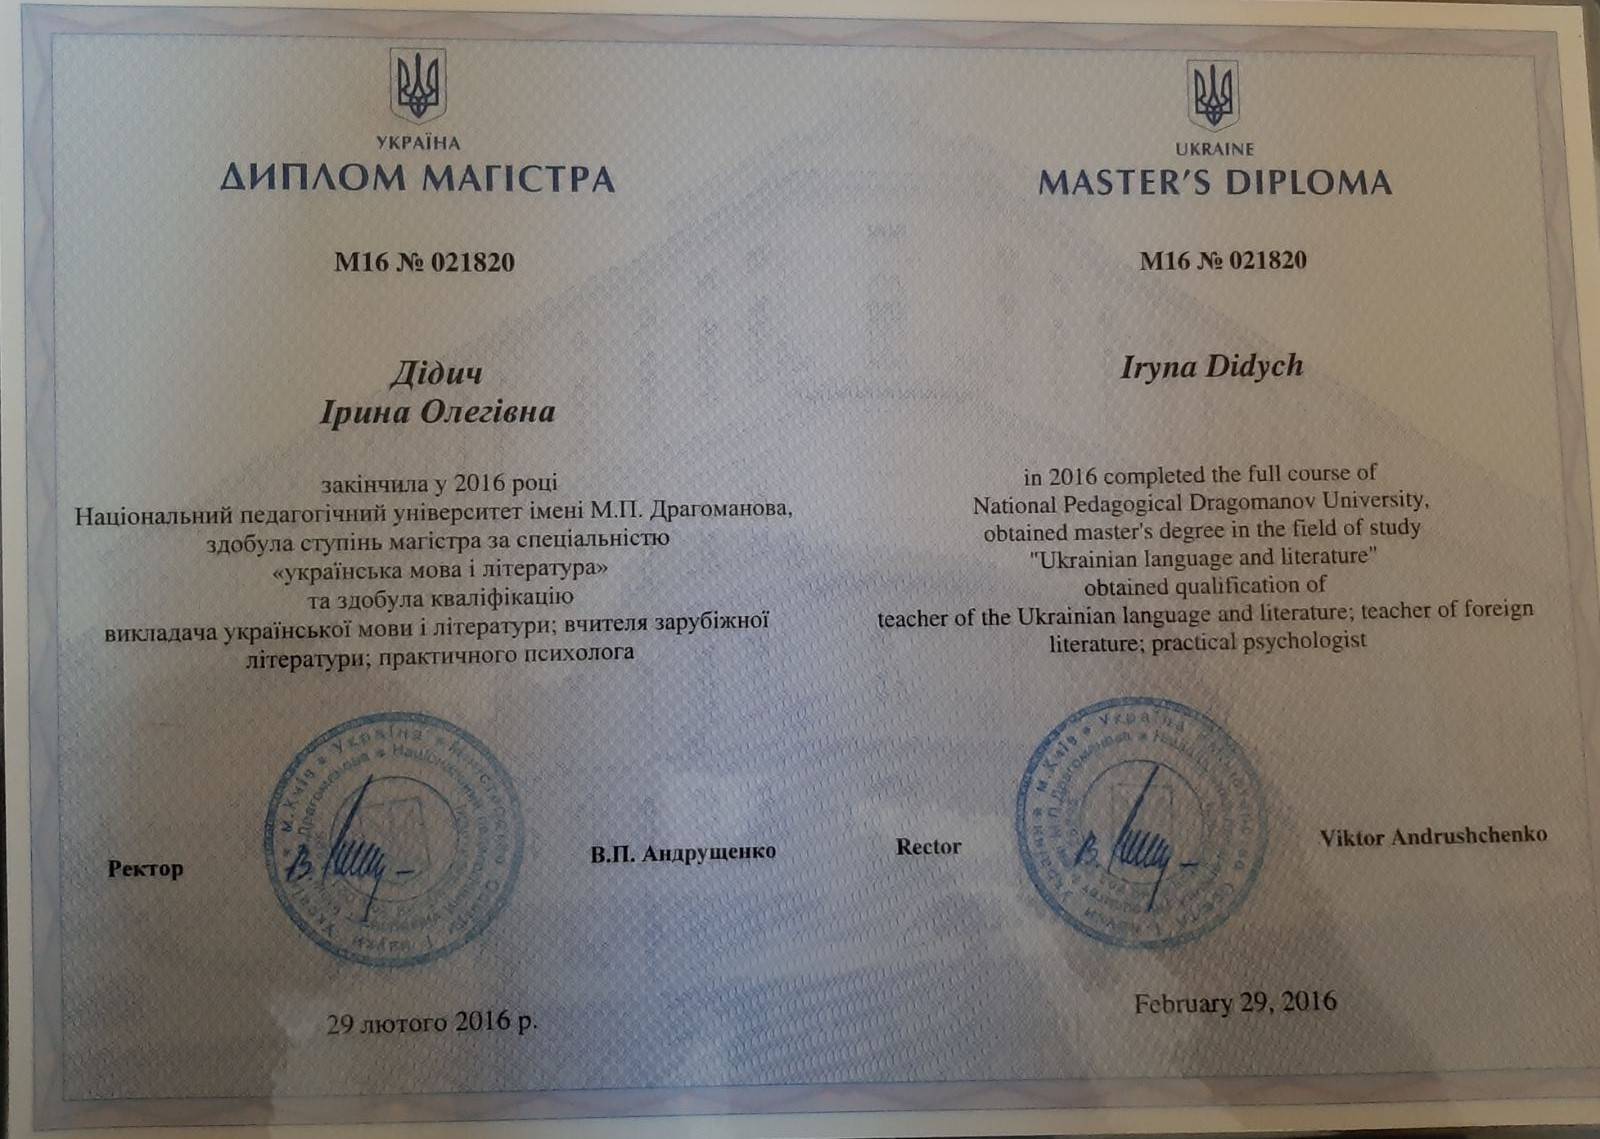 УКРАЇНА
ДИПЛОМ МАГІСТРА
М16 № 021820
Дідич
Ірина Олегівна
закінчила у 2016 році
Національний педагогічний університет імені М.П. Драгоманова,
здобула ступінь магістра за спеціальністю
«українська мова і література»
та здобула кваліфікацію
викладача української мови і літератури; вчителя зарубіжної
літератури; практичного психолога
Ректор
В.П. Андрущенко
29 лютого 2016 р.
UKRAINE
MASTER'S DIPLOMA
М16 № 021820
Iryna Didych
in 2016 completed the full course of
National Pedagogical Dragomanov University,
obtained master's degree in the field of study
"Ukrainian language and literature"
obtained qualification of
teacher of the Ukrainian language and literature; teacher of foreign
literature; practical psychologist
Rector
Viktor Andrushchenko
February 29, 2016